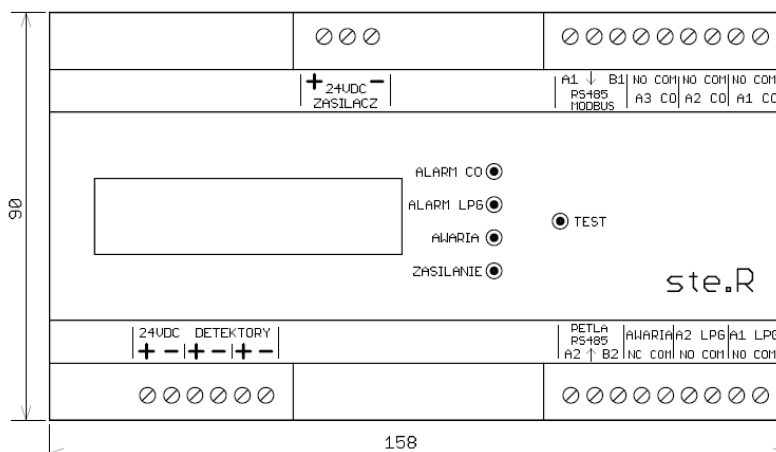 + 24VDC -
ZASILACZ
A1 ↓ B1
RS485
MODBUS
NO COM NO COM NO COM
A3 CO A2 CO A1 CO
90
ALARM CO
ALARM LPG
AWARIA
ZASILANIE
TEST
ste.R
24VDC DETEKTORY
+ - + - + -
PETLA
RS485
A2 ↑ B2
AWARIA A2 LPG A1 LPG
NC COM NO COM NO COM
158